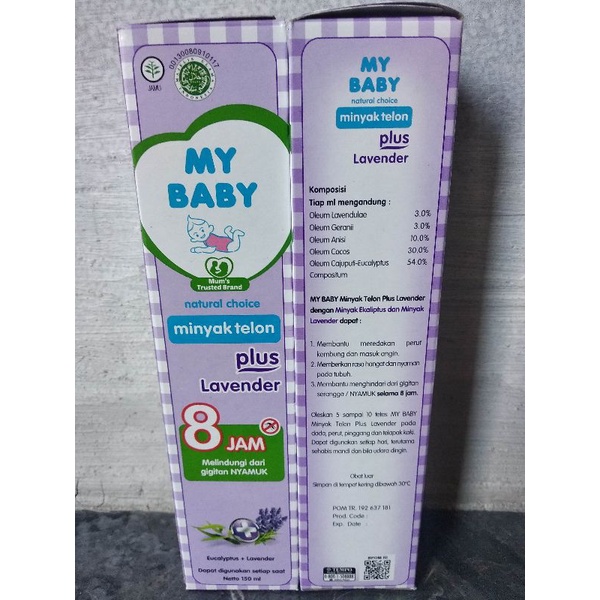 00130080910117
JAMU
MY
BABY
Mum's
Trusted Brand
natural choice
minyak telon
plus
Lavender
8 JAM
Melindungi dari
gigitan NYAMUK
Eucalyptus + Lavender
Dapat digunakan setiap saat
Netto 150 ml
MY
BABY
natural choice
minyak telon
plus
Lavender
Komposisi
Tiap ml mengandung :
Oleum Lavendulae 3.0%
Oleum Geranii 3.0%
Oleum Anisi 10.0%
Oleum Cocos 30.0%
Oleum Cajuputi-Eucalyptus 54.0%
Compositum
MY BABY Minyak Telon Plus Lavender
dengan Minyak Ekaliptus dan Minyak
Lavender dapat :
1. Membantu meredakan perut
kembung dan masuk angin.
2. Memberikan rasa hangat dan nyaman
pada tubuh.
3. Membantu menghindari dari gigitan
serangga / NYAMUK selama 8 jam.
Oleskan 5 sampai 10 tetes MY BABY
Minyak Telon Plus Lavender pada
dada, perut, pinggang dan telapak kaki.
Dapat digunakan setiap hari, terutama
sehabis mandi dan bila udara dingin.
Obat luar
Simpan di tempat kering dibawah 30°C
POM TR. 192 637 181
Prod. Code :
Exp. Date :
TEMPO